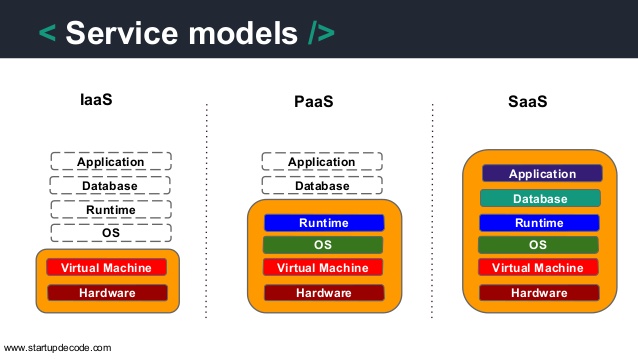 < Service models />
IaaS
Application
Database
Runtime
OS
Virtual Machine
Hardware
PaaS
Application
Database
Runtime
OS
Virtual Machine
Hardware
SaaS
Application
Database
Runtime
OS
Virtual Machine
Hardware
www.startupdecode.com